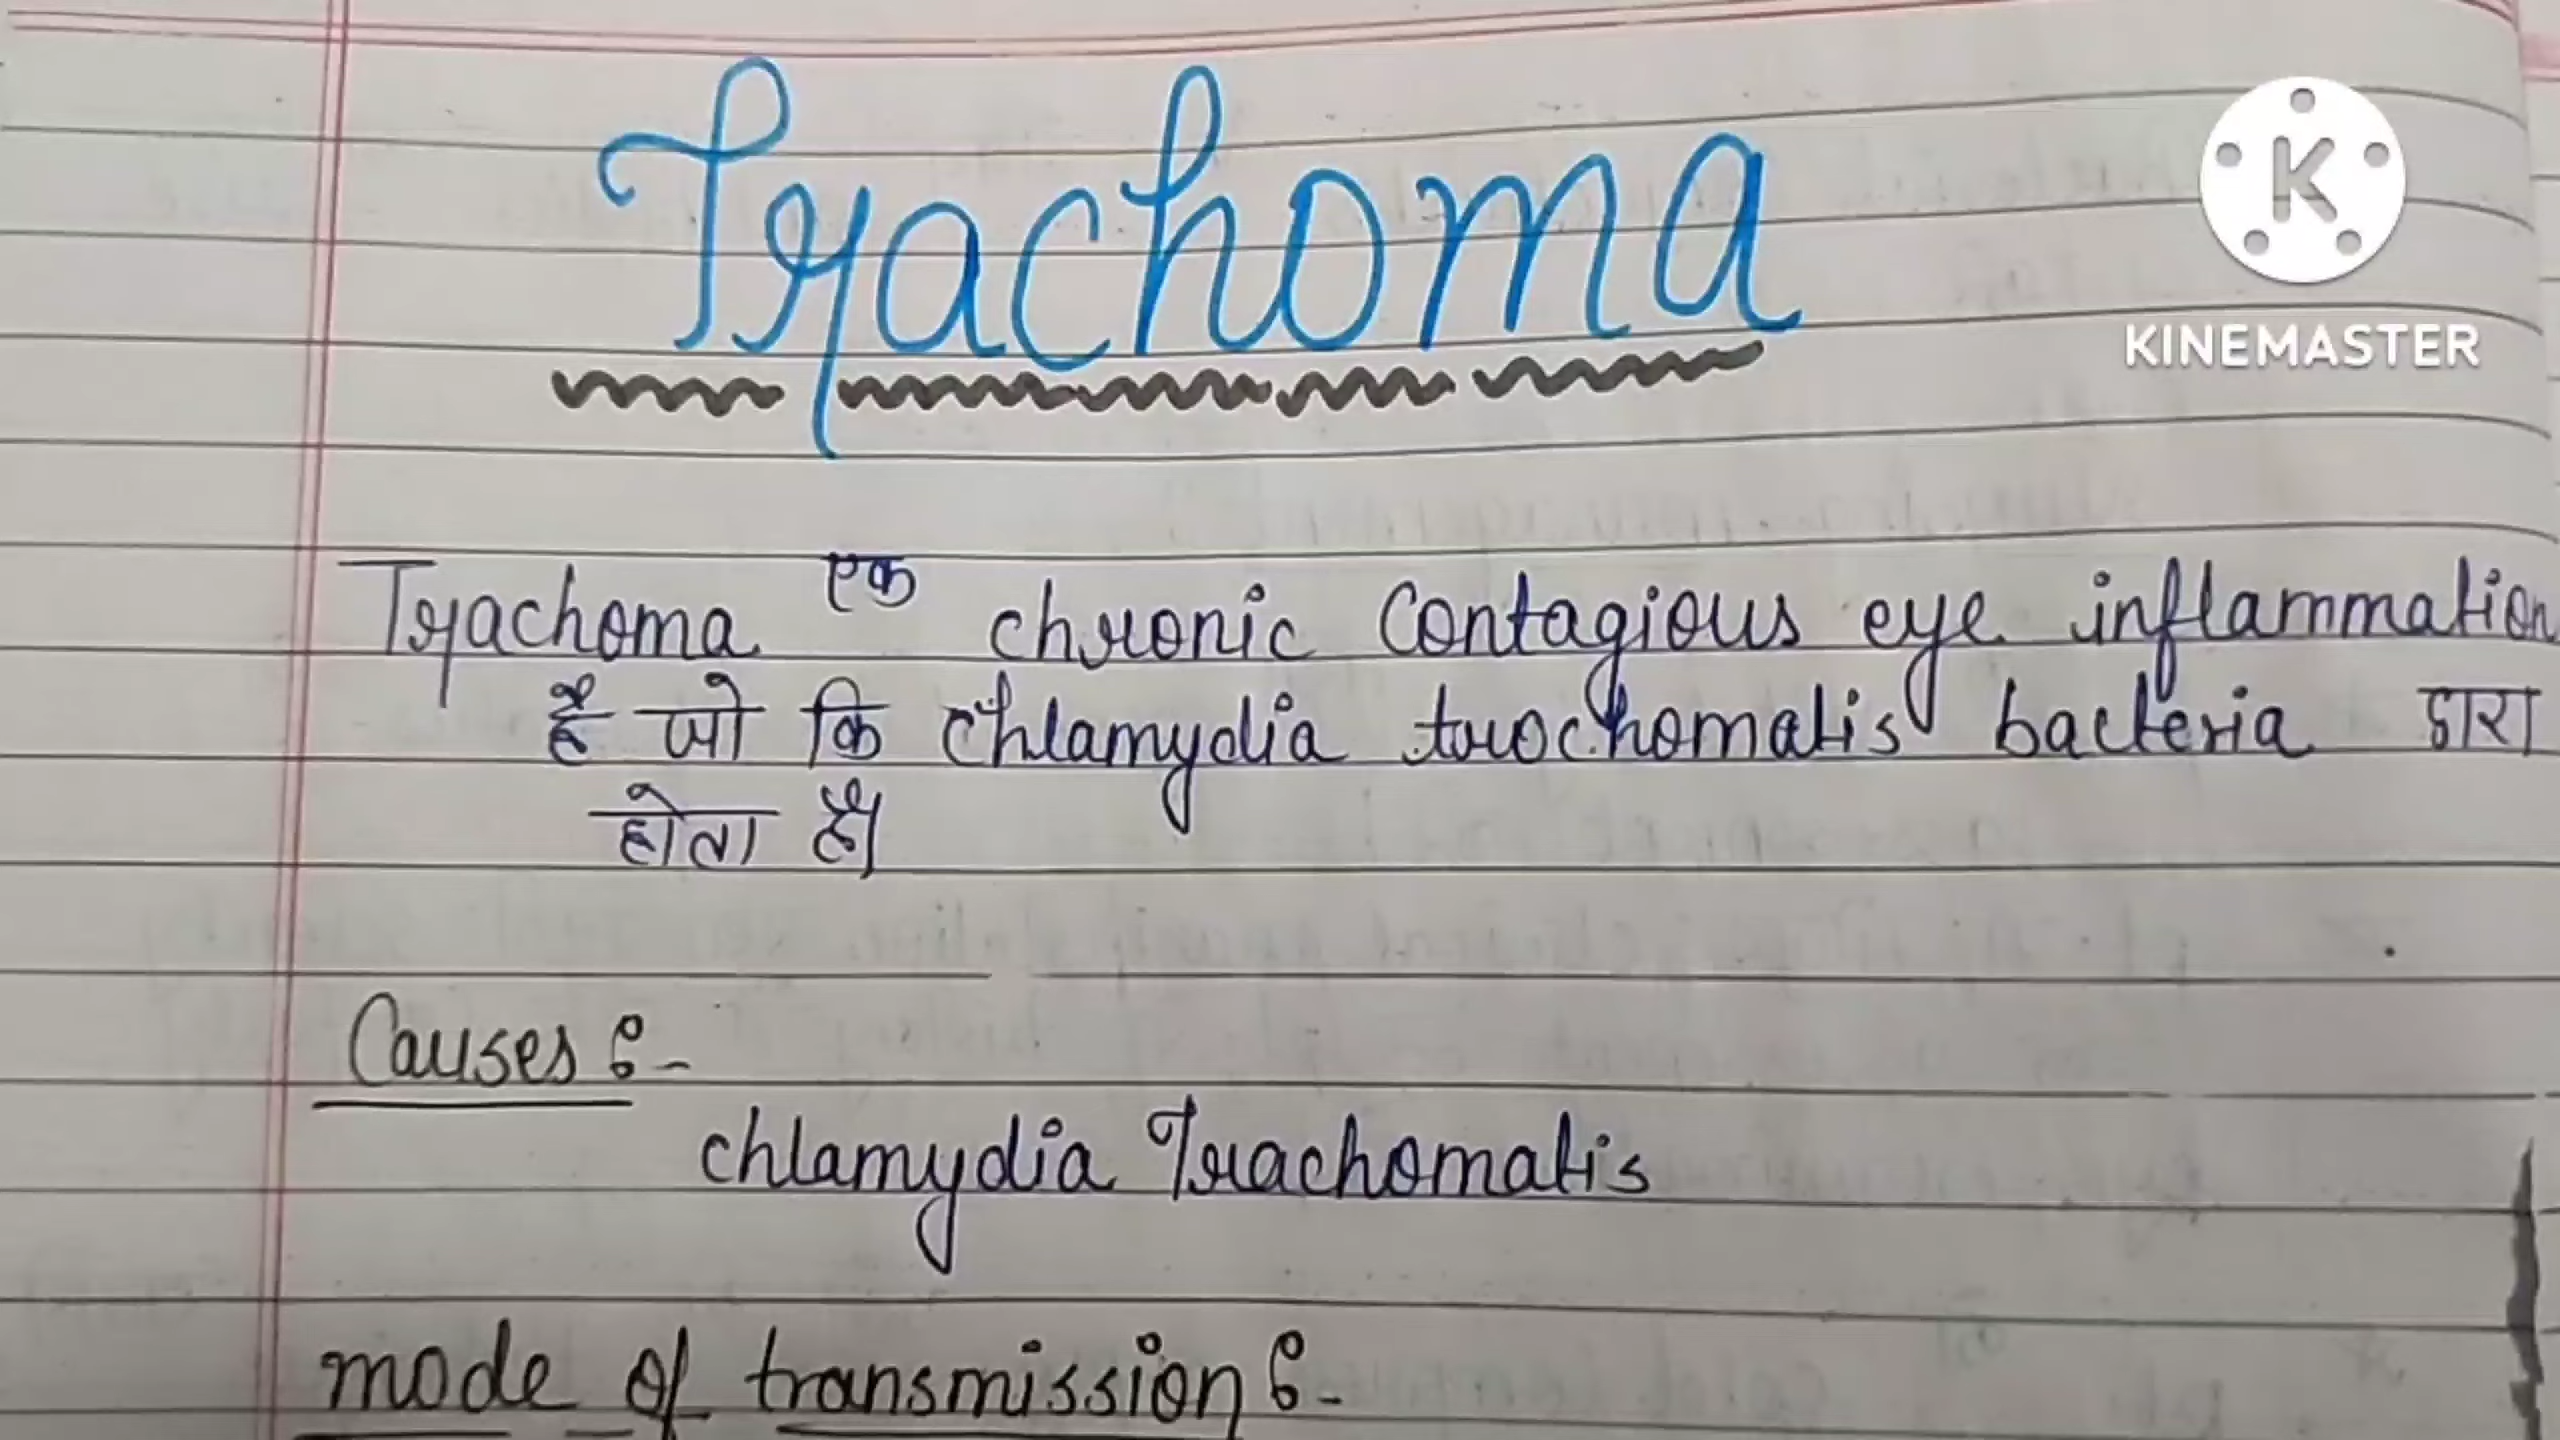 Trachoma
K
KINEMASTER
Trachoma एक chronic Contagious eye inflammation
है जो कि Chlamydia trochomatis bacteria द्वारा
होता है।
Causes :-
chlamydia Trachomatis
mode of transmission :-